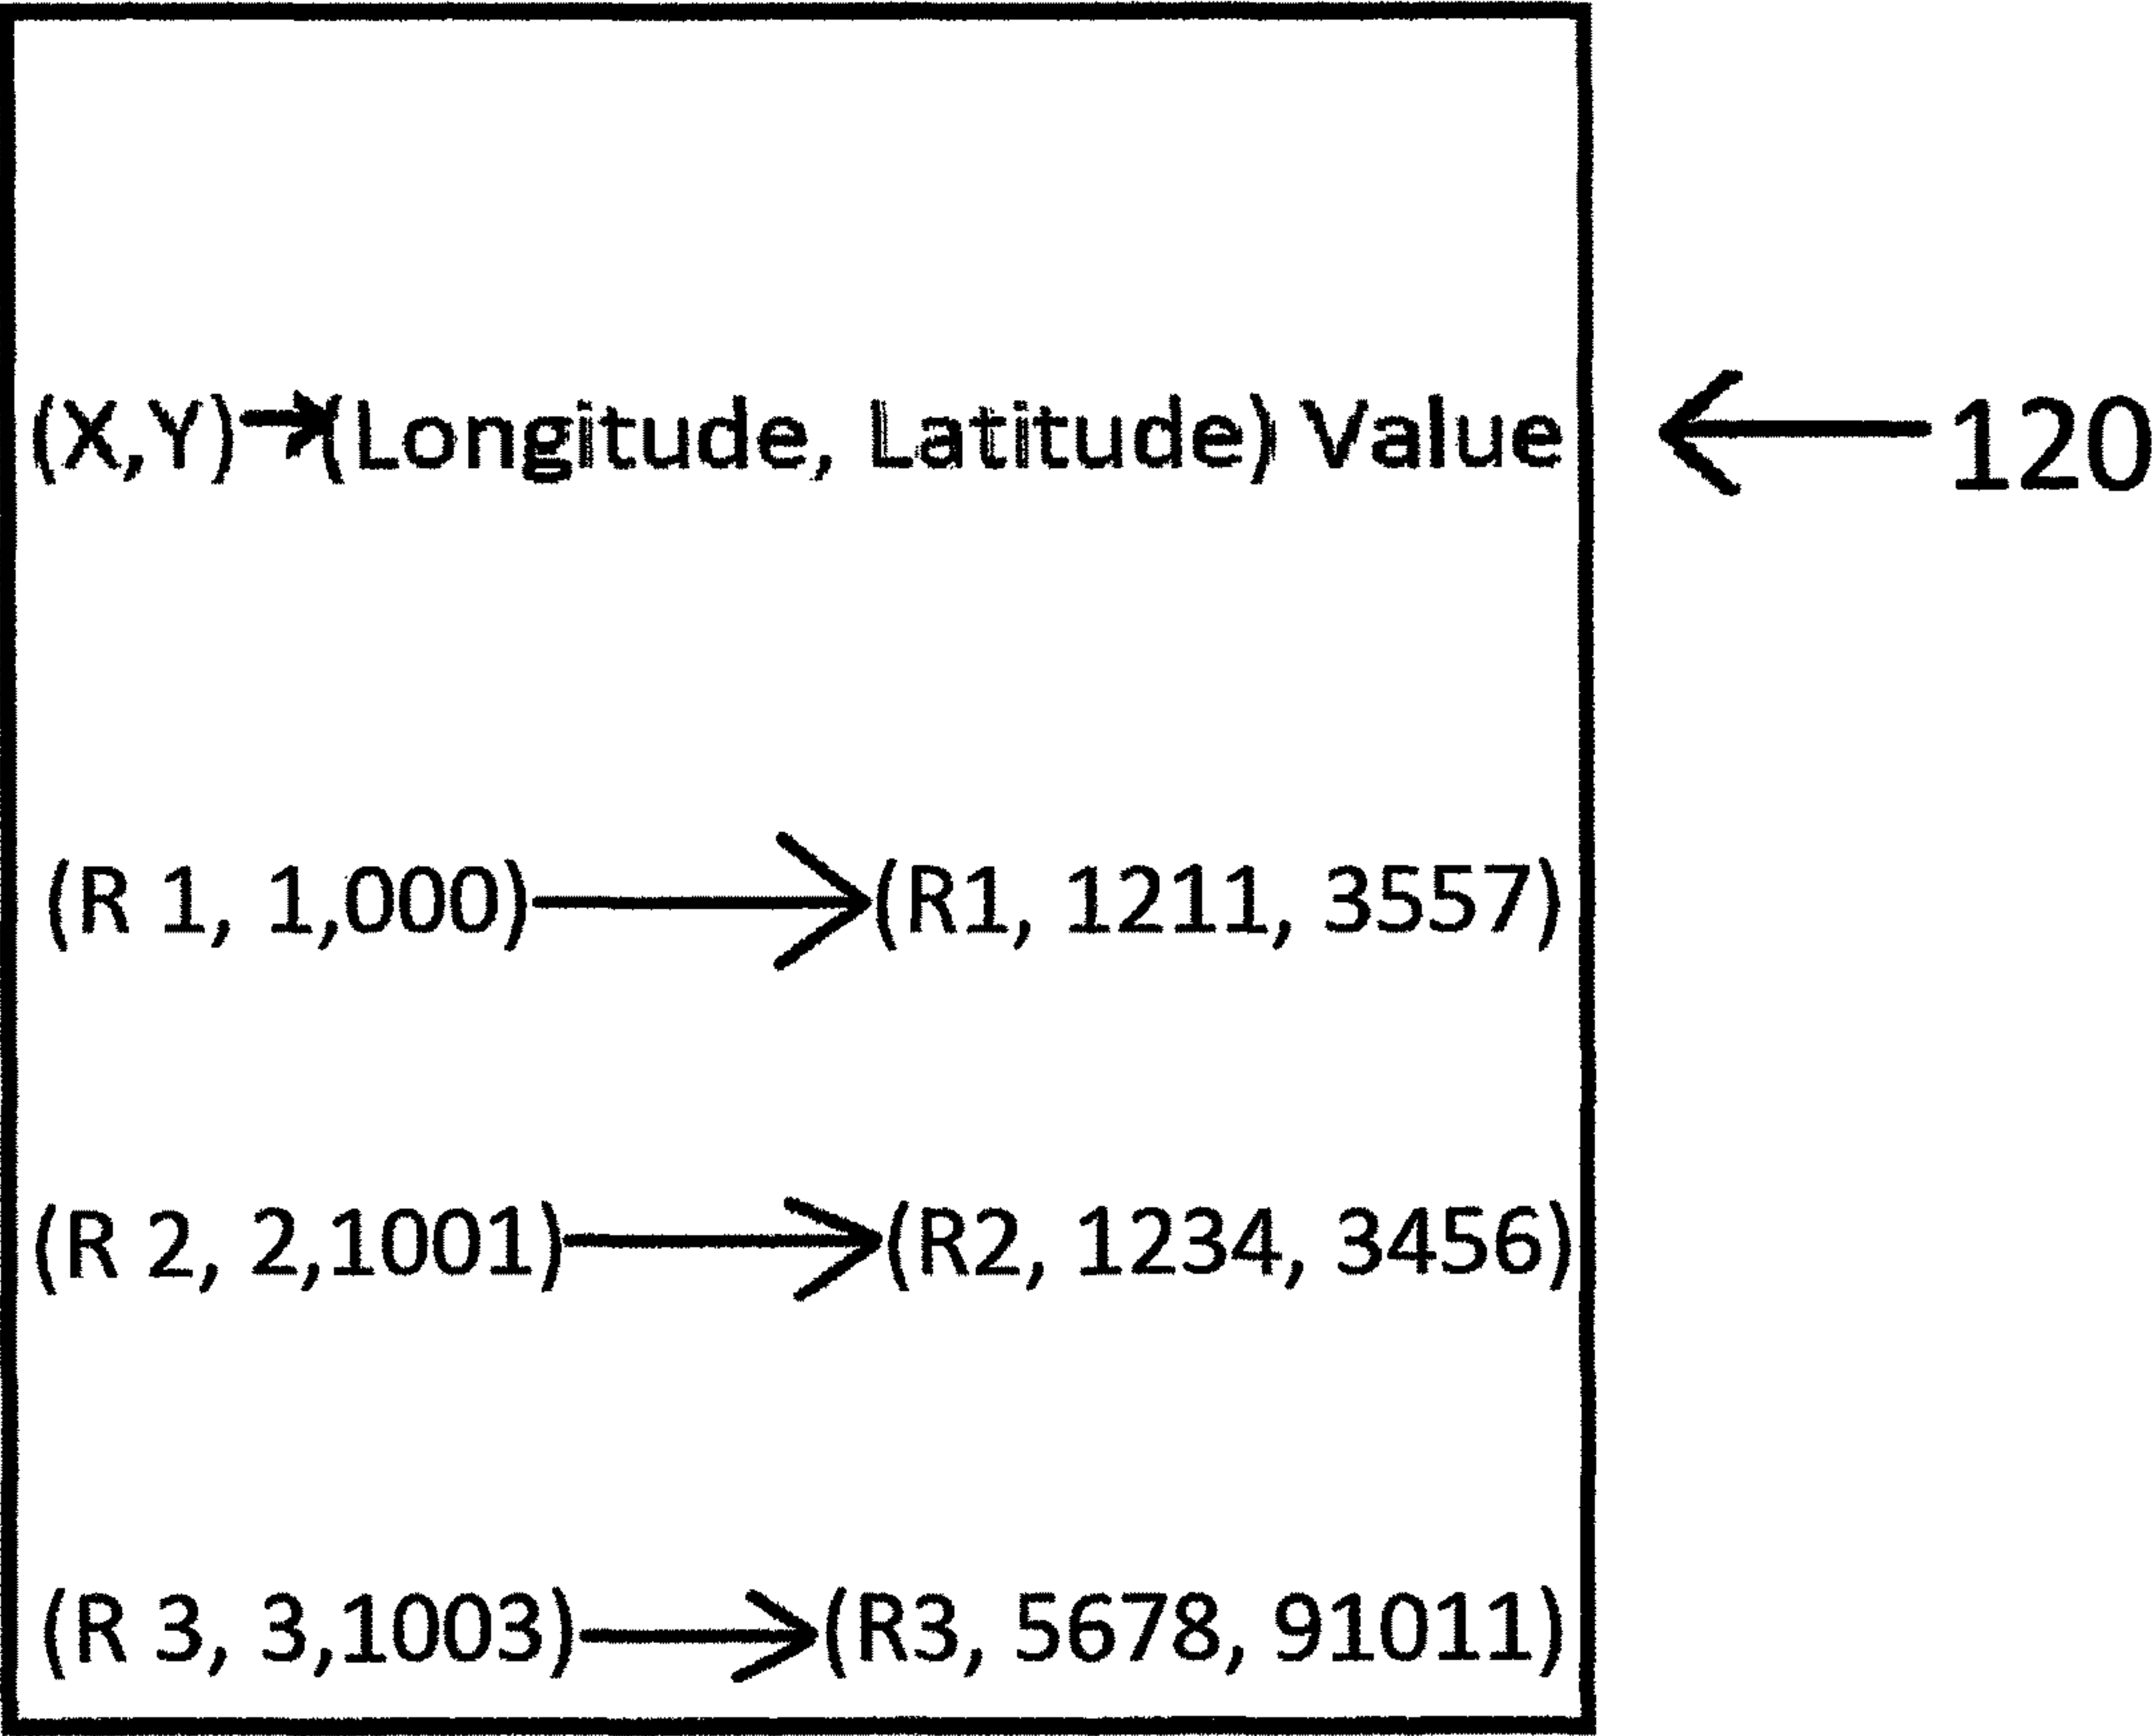 (X,Y)→(Longitude, Latitude) Value ←120
(R 1, 1,000)→(R1, 1211, 3557)
(R 2, 2,1001)→(R2, 1234, 3456)
(R 3, 3,1003)→(R3, 5678, 91011)